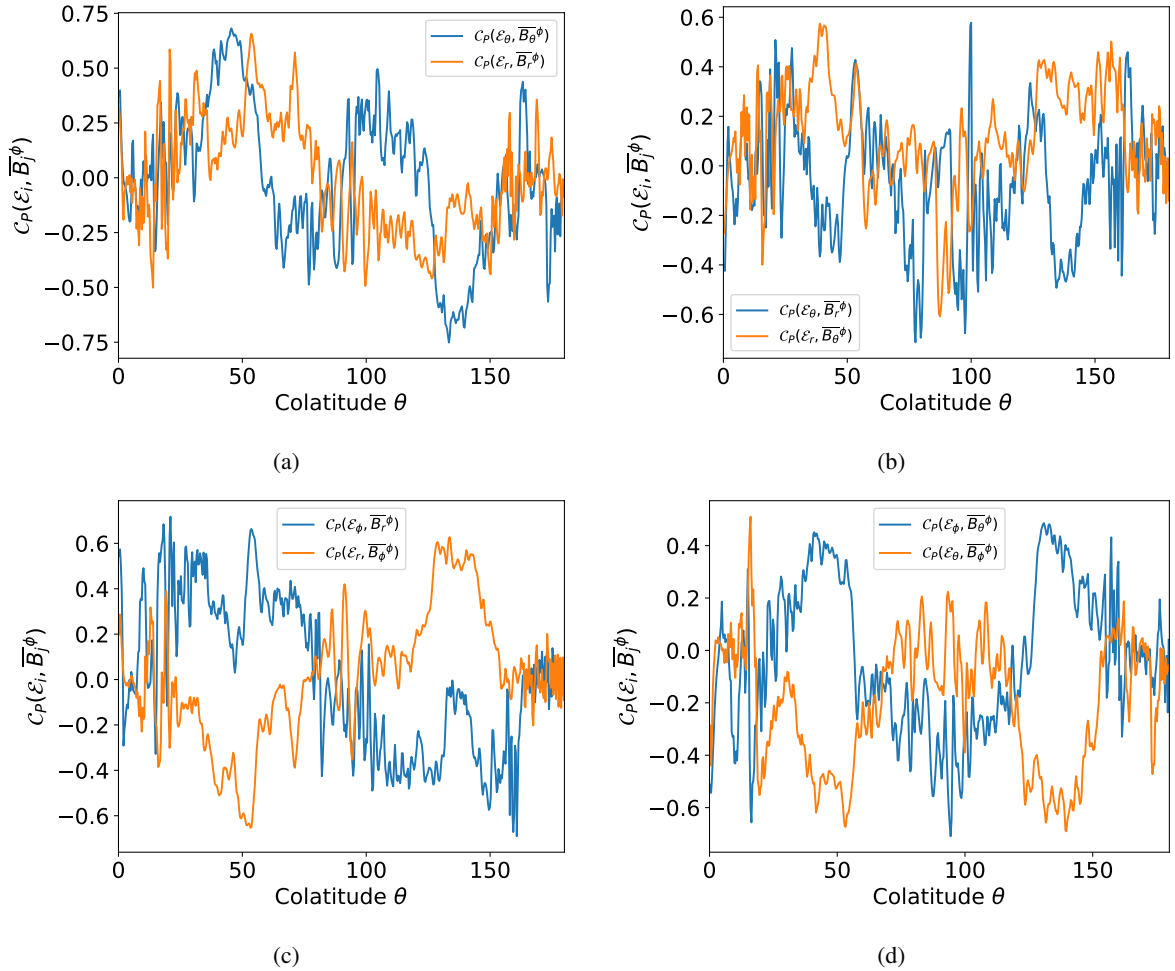 0.75
0.50
0.25
0.00
−0.25
−0.50
−0.75
0
50
100
150
𝒞_P(ℰ_i, B̅_j^ϕ)
Colatitude θ
𝒞_P(ℰ_θ, B̅_θ^ϕ)
𝒞_P(ℰ_r, B̅_r^ϕ)
(a)
0.6
0.4
0.2
0.0
−0.2
−0.4
−0.6
0
50
100
150
𝒞_P(ℰ_i, B̅_j^ϕ)
Colatitude θ
𝒞_P(ℰ_θ, B̅_r^ϕ)
𝒞_P(ℰ_r, B̅_θ^ϕ)
(b)
0.6
0.4
0.2
0.0
−0.2
−0.4
−0.6
0
50
100
150
𝒞_P(ℰ_i, B̅_j^ϕ)
Colatitude θ
𝒞_P(ℰ_ϕ, B̅_r^ϕ)
𝒞_P(ℰ_r, B̅_ϕ^ϕ)
(c)
0.4
0.2
0.0
−0.2
−0.4
−0.6
0
50
100
150
𝒞_P(ℰ_i, B̅_j^ϕ)
Colatitude θ
𝒞_P(ℰ_ϕ, B̅_θ^ϕ)
𝒞_P(ℰ_θ, B̅_ϕ^ϕ)
(d)